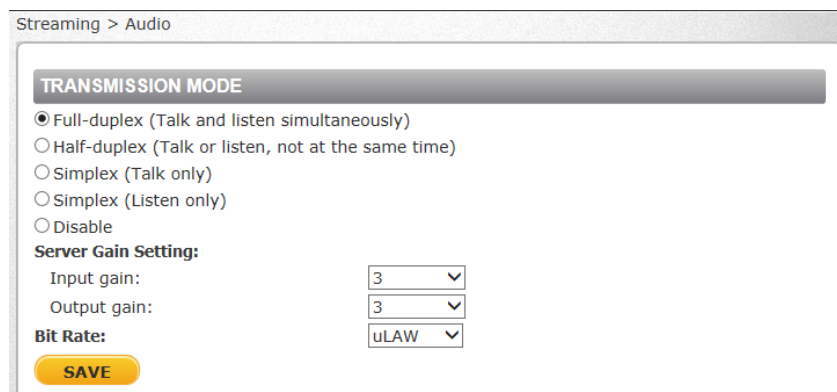 Streaming > Audio
TRANSMISSION MODE
Full-duplex (Talk and listen simultaneously)
Half-duplex (Talk or listen, not at the same time)
Simplex (Talk only)
Simplex (Listen only)
Disable
Server Gain Setting:
Input gain: 3
Output gain: 3
Bit Rate: uLAW
SAVE